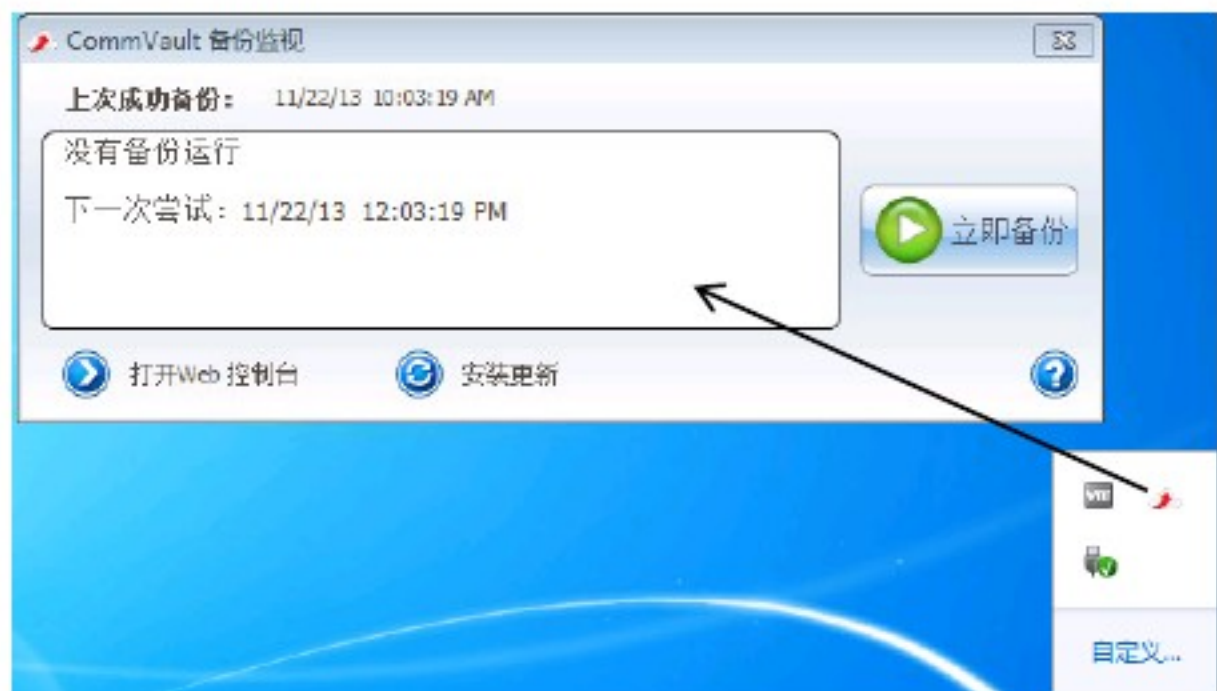 CommVault 备份监视
上次成功备份： 11/22/13 10:03:19 AM
没有备份运行
下一次尝试：11/22/13 12:03:19 PM
立即备份
打开Web 控制台
安装更新
自定义...